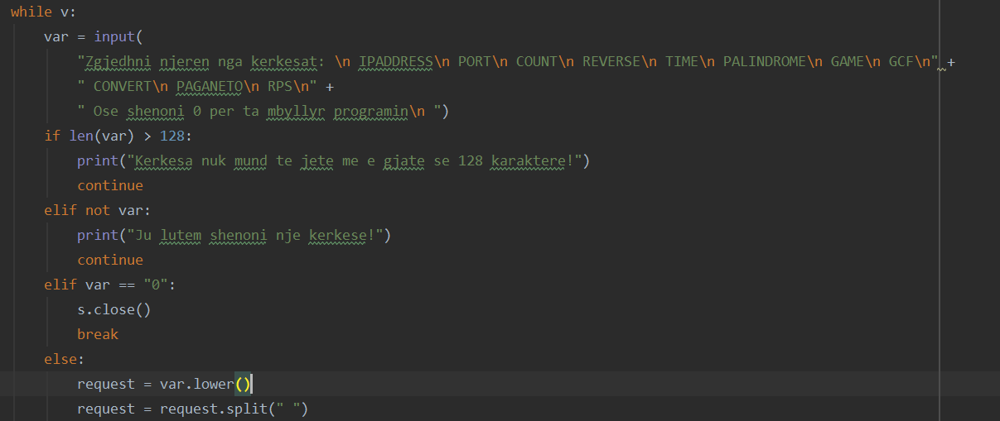 while v:
    var = input(
        "Zgjedhni njeren nga kerkesat: \n IPADDRESS\n PORT\n COUNT\n REVERSE\n TIME\n PALINDROME\n GAME\n GCF\n" +
        " CONVERT\n PAGANETO\n RPS\n" +
        " Ose shenoni 0 per ta mbyllyr programin\n ")
    if len(var) > 128:
        print("Kerkesa nuk mund te jete me e gjate se 128 karaktere!")
        continue
    elif not var:
        print("Ju lutem shenoni nje kerkese!")
        continue
    elif var == "0":
        s.close()
        break
    else:
        request = var.lower()
        request = request.split(" ")